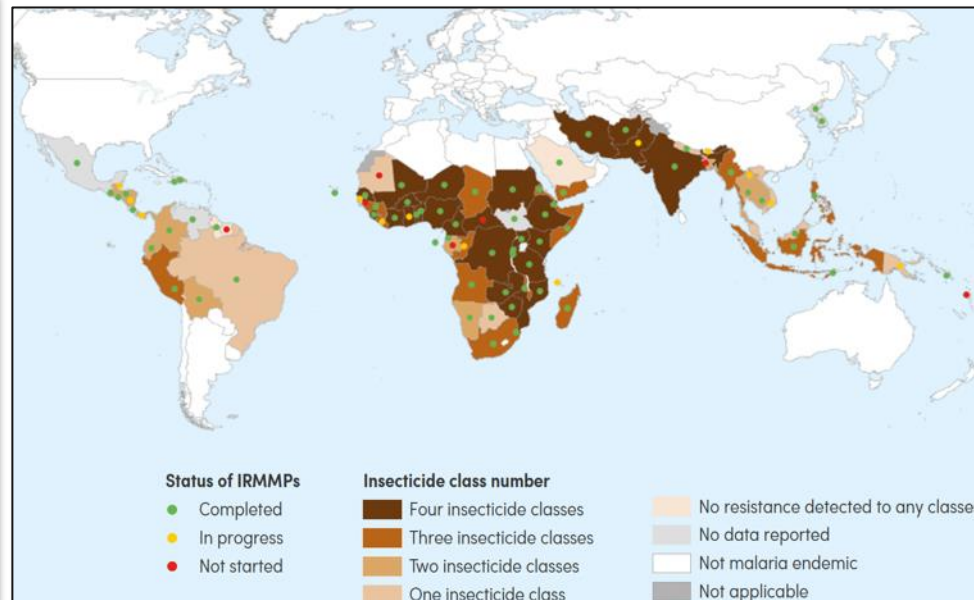 Status of IRMMPs
Completed
In progress
Not started
Insecticide class number
Four insecticide classes
Three insecticide classes
Two insecticide classes
One insecticide class
No resistance detected to any classe
No data reported
Not malaria endemic
Not applicable